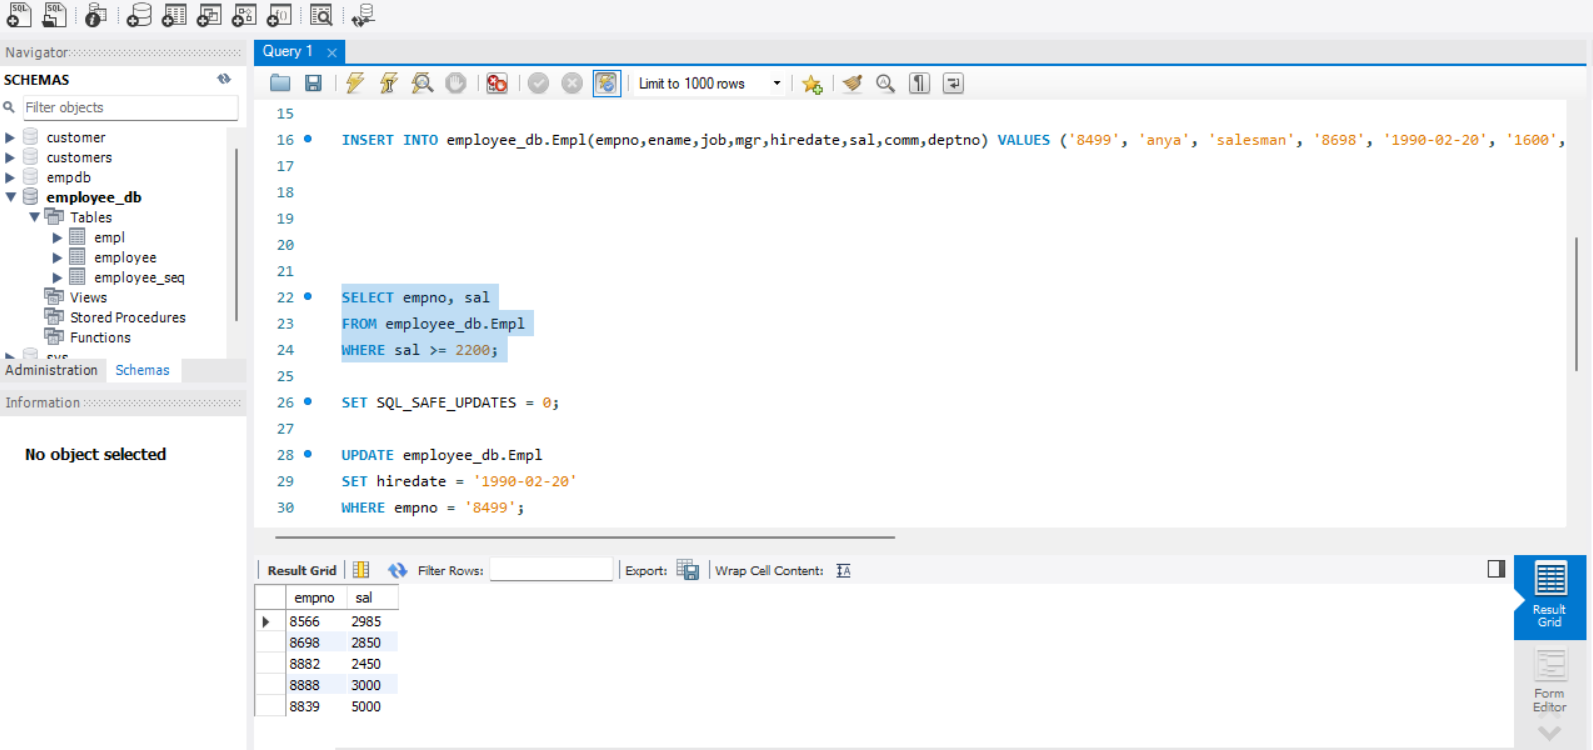 SQL
SQL
Navigator
SCHEMAS
Filter objects
customer
customers
empdb
employee_db
Tables
empl
employee
employee_seq
Views
Stored Procedures
Functions
sys
Administration Schemas
Information
No object selected
Query 1
Limit to 1000 rows
15
16 INSERT INTO employee_db.Empl(empno,ename,job,mgr,hiredate,sal,comm,deptno) VALUES ('8499', 'anya', 'salesman', '8698', '1990-02-20', '1600',
17
18
19
20
21
22 SELECT empno, sal
23 FROM employee_db.Empl
24 WHERE sal >= 2200;
25
26 SET SQL_SAFE_UPDATES = 0;
27
28 UPDATE employee_db.Empl
29 SET hiredate = '1990-02-20'
30 WHERE empno = '8499';
Result Grid Filter Rows: Export: Wrap Cell Content:
empno sal
8566 2985
8698 2850
8882 2450
8888 3000
8839 5000
Result
Grid
Form
Editor